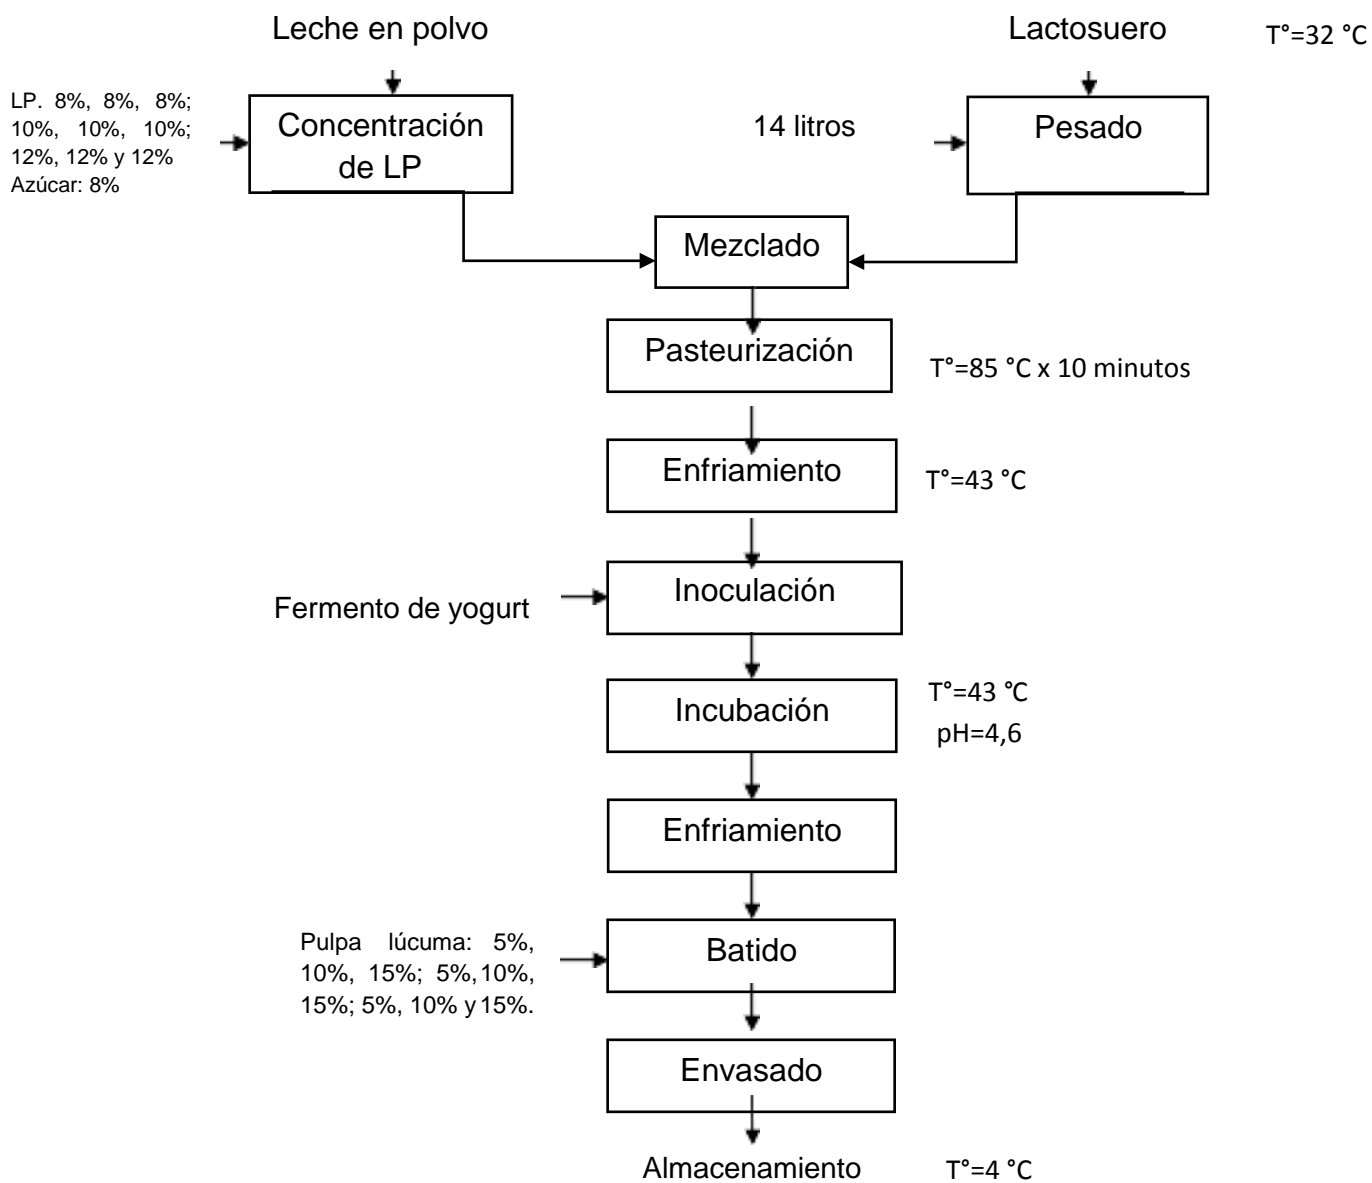 Leche en polvo
Lactosuero
T°=32 °C
LP. 8%, 8%, 8%;
10%, 10%, 10%;
12%, 12% y 12%
Azúcar: 8%
Concentración
de LP
14 litros
Pesado
Mezclado
Pasteurización
T°=85 °C x 10 minutos
Enfriamiento
T°=43 °C
Inoculación
Fermento de yogurt
Incubación
T°=43 °C
pH=4,6
Enfriamiento
Pulpa lúcuma: 5%,
10%, 15%; 5%,10%,
15%; 5%, 10% y 15%.
Batido
Envasado
Almacenamiento
T°=4 °C